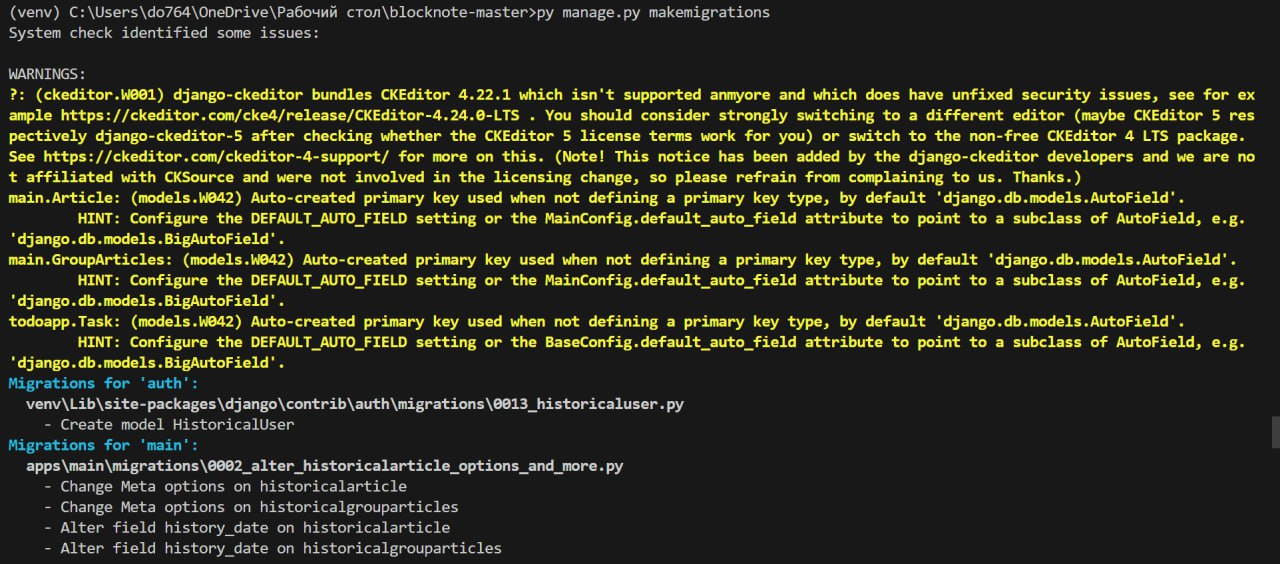 (venv) C:\Users\do764\OneDrive\Рабочий стол\blocknote-master>py manage.py makemigrations
System check identified some issues:
WARNINGS:
?: (ckeditor.W001) django-ckeditor bundles CKEditor 4.22.1 which isn't supported anmyore and which does have unfixed security issues, see for ex
ample https://ckeditor.com/cke4/release/CKEditor-4.24.0-LTS . You should consider strongly switching to a different editor (maybe CKEditor 5 res
pectively django-ckeditor-5 after checking whether the CKEditor 5 license terms work for you) or switch to the non-free CKEditor 4 LTS package.
See https://ckeditor.com/ckeditor-4-support/ for more on this. (Note! This notice has been added by the django-ckeditor developers and we are no
t affiliated with CKSource and were not involved in the licensing change, so please refrain from complaining to us. Thanks.)
main.Article: (models.W042) Auto-created primary key used when not defining a primary key type, by default 'django.db.models.AutoField'.
HINT: Configure the DEFAULT_AUTO_FIELD setting or the MainConfig.default_auto_field attribute to point to a subclass of AutoField, e.g.
'django.db.models.BigAutoField'.
main.GroupArticles: (models.W042) Auto-created primary key used when not defining a primary key type, by default 'django.db.models.AutoField'.
HINT: Configure the DEFAULT_AUTO_FIELD setting or the MainConfig.default_auto_field attribute to point to a subclass of AutoField, e.g.
'django.db.models.BigAutoField'.
todoapp.Task: (models.W042) Auto-created primary key used when not defining a primary key type, by default 'django.db.models.AutoField'.
HINT: Configure the DEFAULT_AUTO_FIELD setting or the BaseConfig.default_auto_field attribute to point to a subclass of AutoField, e.g.
'django.db.models.BigAutoField'.
Migrations for 'auth':
venv\Lib\site-packages\django\contrib\auth\migrations\0013_historicaluser.py
- Create model HistoricalUser
Migrations for 'main':
apps\main\migrations\0002_alter_historicalarticle_options_and_more.py
- Change Meta options on historicalarticle
- Change Meta options on historicalgrouparticles
- Alter field history_date on historicalarticle
- Alter field history_date on historicalgrouparticles